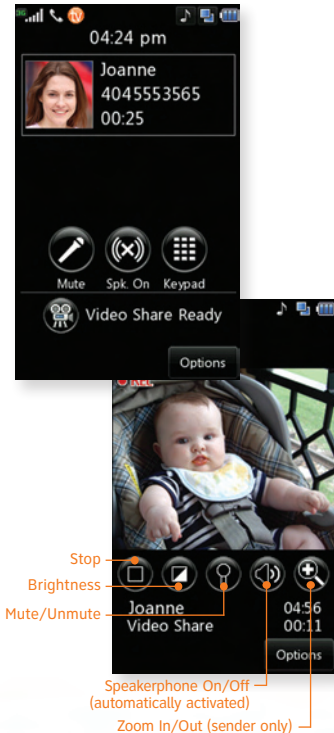 3G TV
04:24 pm
Joanne
4045553565
00:25
Mute Spk. On Keypad
Video Share Ready
Options
REC
Stop
Brightness
Mute/Unmute
Joanne 04:56
Video Share 00:11
Options
Speakerphone On/Off
(automatically activated)
Zoom In/Out (sender only)